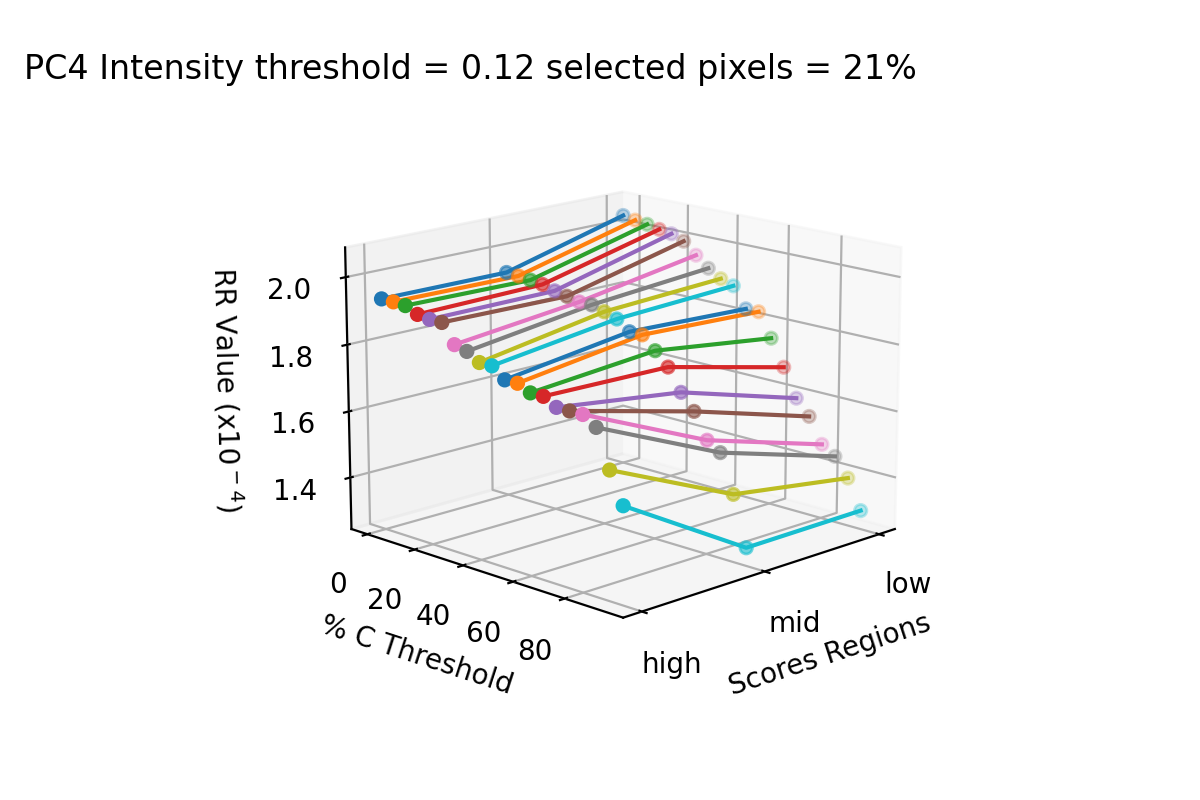 PC4 Intensity threshold = 0.12 selected pixels = 21%
RR Value (x10⁻⁴)
2.0
1.8
1.6
1.4
0
20
40
60
80
% C Threshold
high
mid
low
Scores Regions